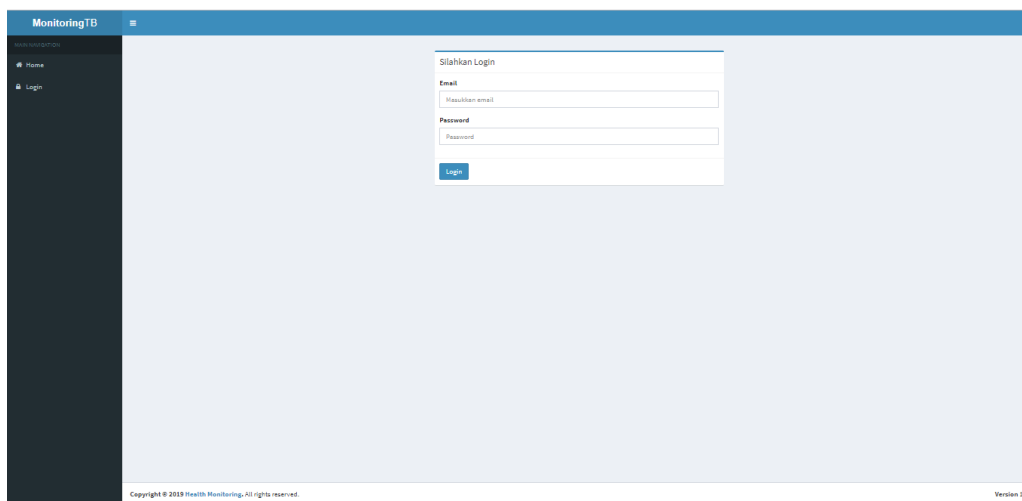 MonitoringTB
MAIN NAVIGATION
Home
Login
Silahkan Login
Email
Masukkan email
Password
Password
Login
Copyright © 2019 Health Monitoring. All rights reserved.
Version